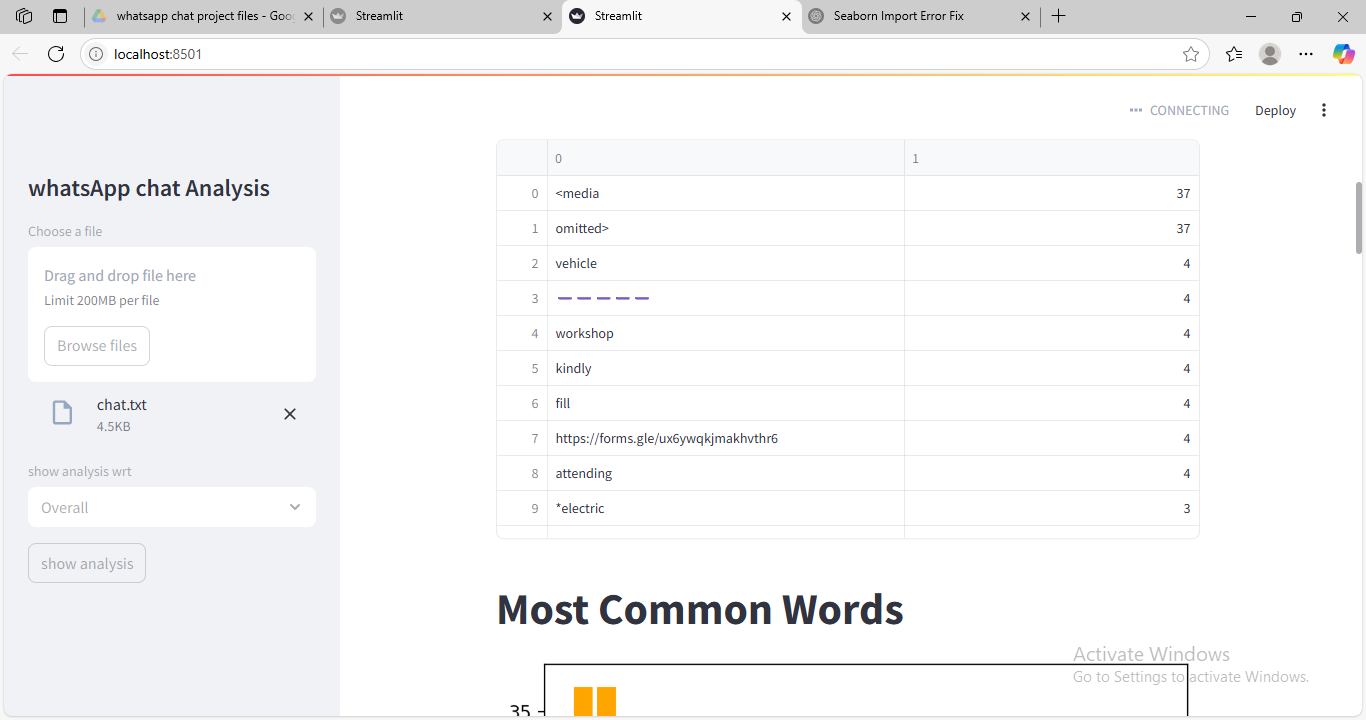 whatsapp chat project files - Goo
Streamlit
Streamlit
Seaborn Import Error Fix
localhost:8501
CONNECTING
Deploy
whatsApp chat Analysis
Choose a file
Drag and drop file here
Limit 200MB per file
Browse files
chat.txt
4.5KB
show analysis wrt
Overall
show analysis
0 1
0 <media 37
1 omitted> 37
2 vehicle 4
3 — — — — — 4
4 workshop 4
5 kindly 4
6 fill 4
7 https://forms.gle/ux6ywqkjmakhvthr6 4
8 attending 4
9 *electric 3
Most Common Words
35
Activate Windows
Go to Settings to activate Windows.